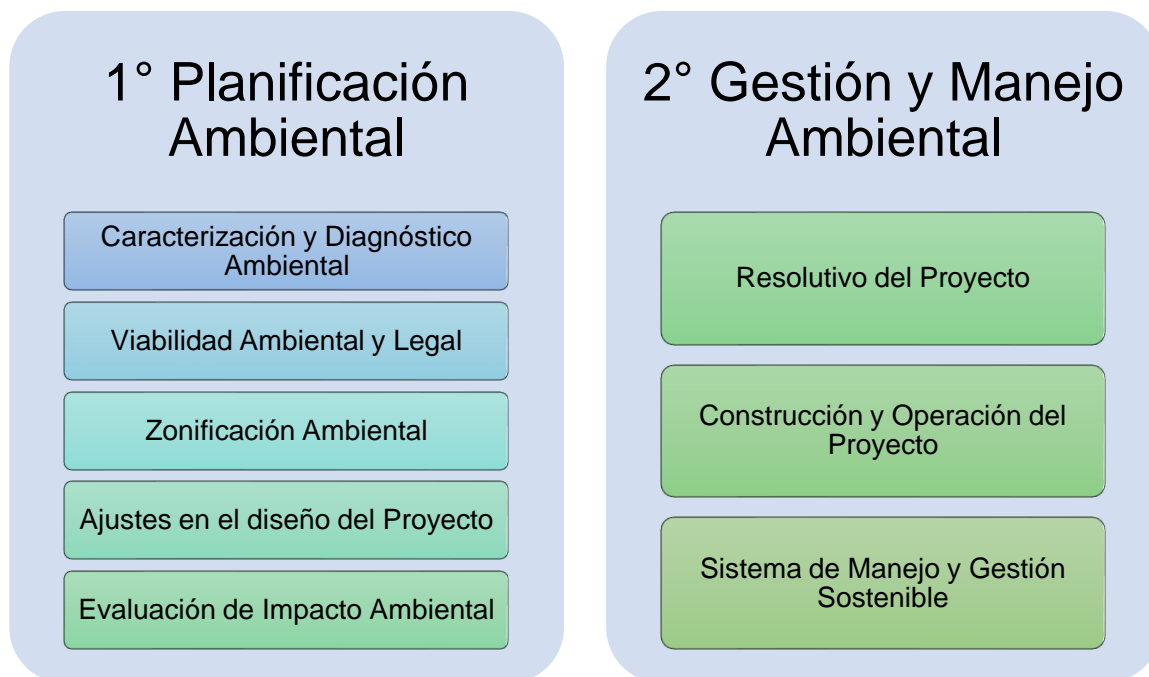 1° Planificación
Ambiental
Caracterización y Diagnóstico
Ambiental
Viabilidad Ambiental y Legal
Zonificación Ambiental
Ajustes en el diseño del Proyecto
Evaluación de Impacto Ambiental
2° Gestión y Manejo
Ambiental
Resolutivo del Proyecto
Construcción y Operación del
Proyecto
Sistema de Manejo y Gestión
Sostenible